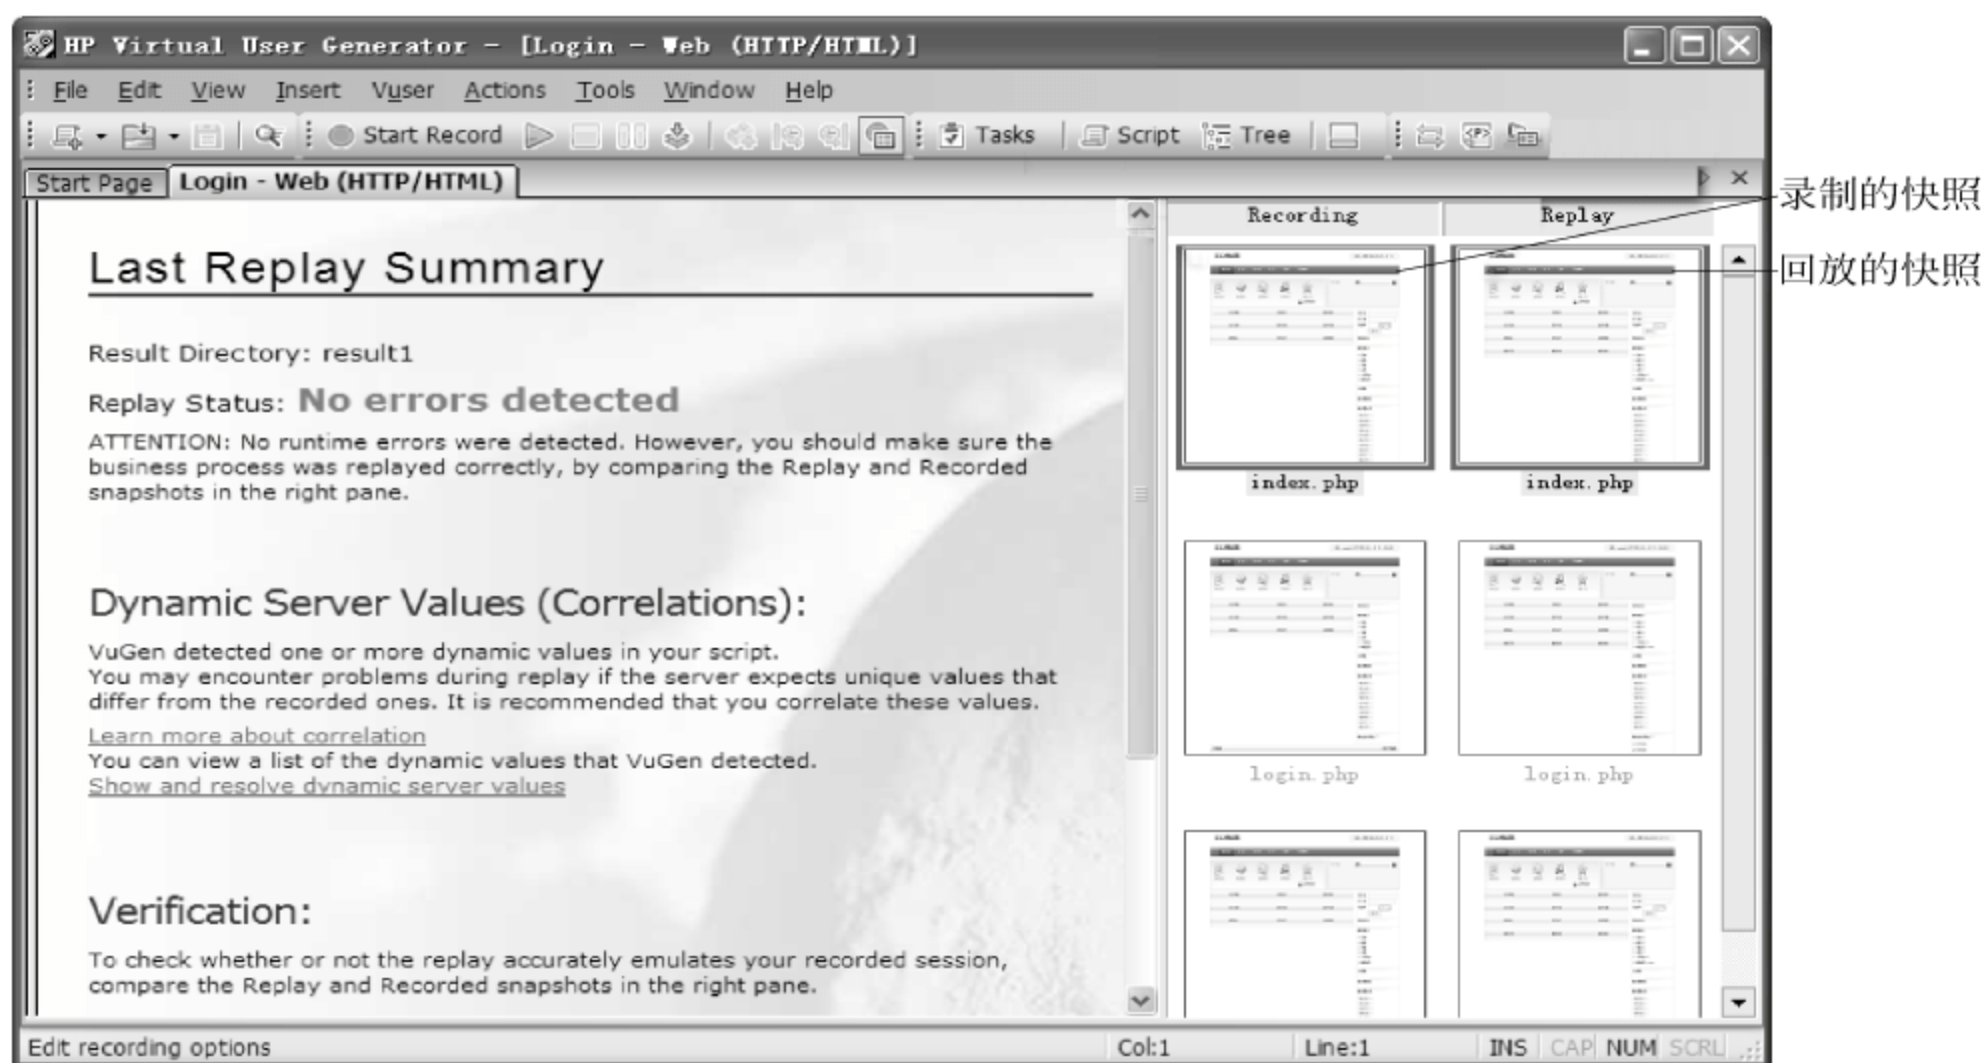 HP Virtual User Generator - [Login - Web (HTTP/HTML)]
File Edit View Insert Vuser Actions Tools Window Help
Start Record Tasks Script Tree
Start Page Login - Web (HTTP/HTML)
Recording Replay
录制的快照
回放的快照
Last Replay Summary
Result Directory: result1
Replay Status: No errors detected
ATTENTION: No runtime errors were detected. However, you should make sure the
business process was replayed correctly, by comparing the Replay and Recorded
snapshots in the right pane.
index.php index.php
Dynamic Server Values (Correlations):
VuGen detected one or more dynamic values in your script.
You may encounter problems during replay if the server expects unique values that
differ from the recorded ones. It is recommended that you correlate these values.
Learn more about correlation
You can view a list of the dynamic values that VuGen detected.
Show and resolve dynamic server values
login.php login.php
Verification:
To check whether or not the replay accurately emulates your recorded session,
compare the Replay and Recorded snapshots in the right pane.
Edit recording options Col:1 Line:1 INS CAP NUM SCRL